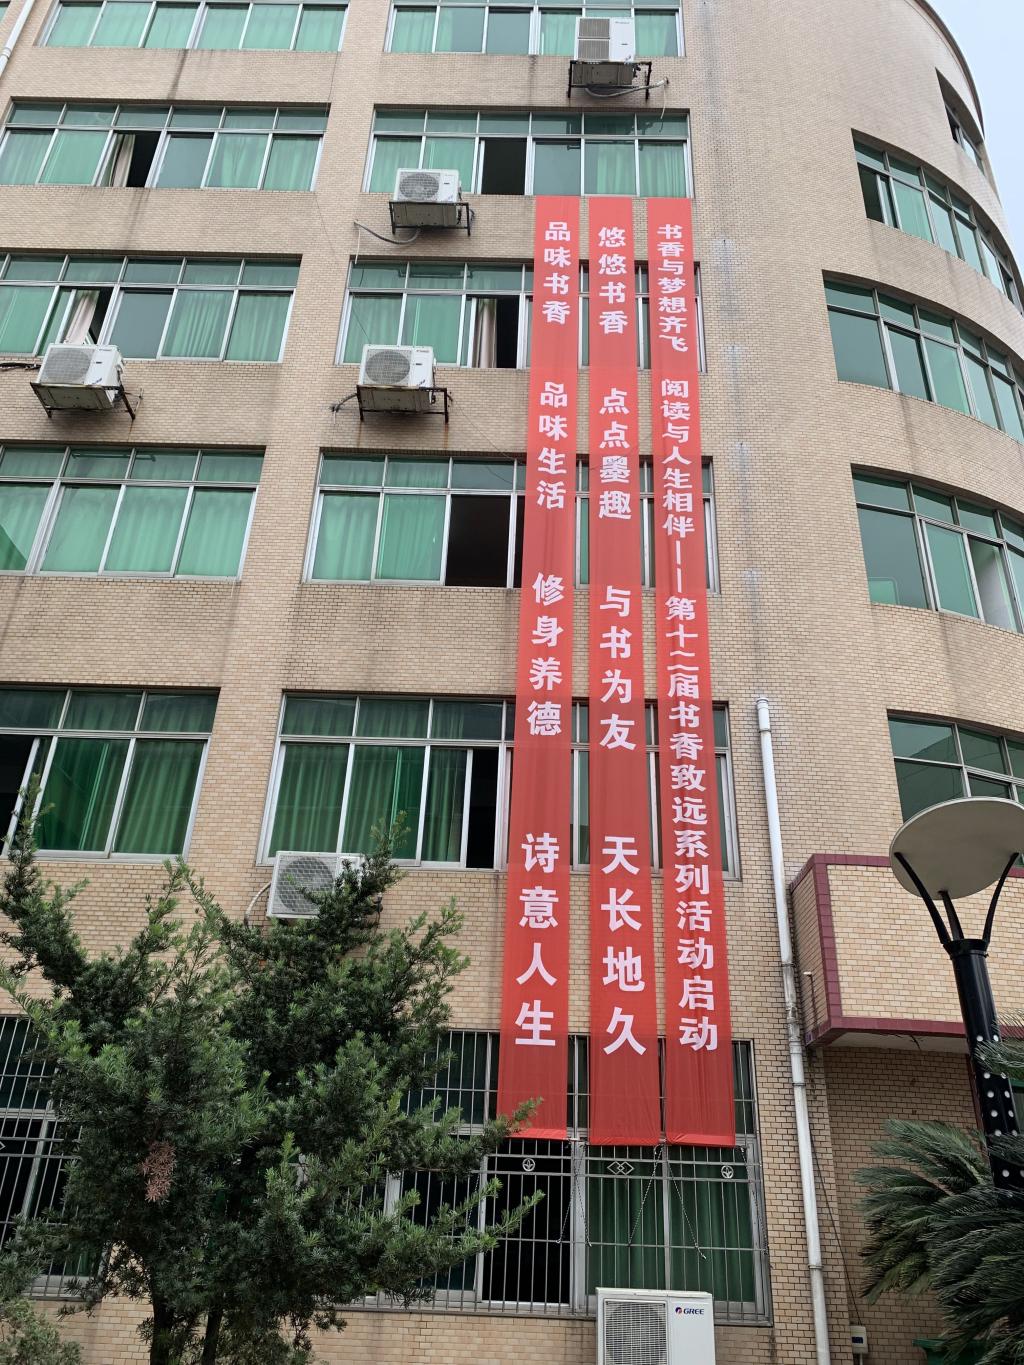 书香与梦想齐飞 阅读与人生相伴——第十二届书香致远系列活动启动
悠悠书香 点点墨趣 与书为友 天长地久
品味书香 品味生活 修身养德 诗意人生
GREE